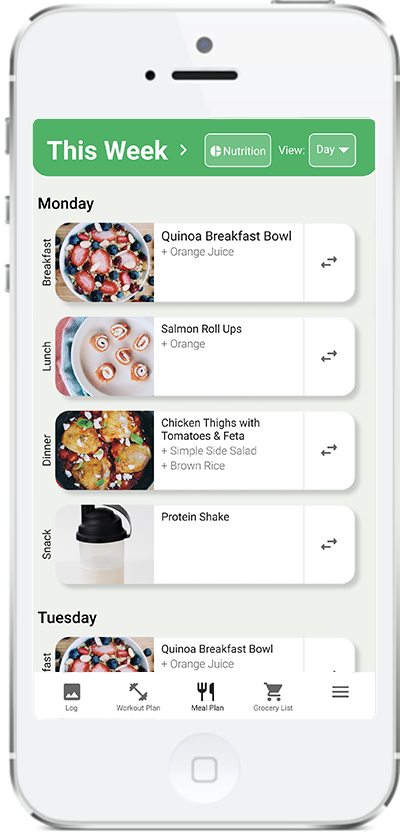 This Week
Nutrition
View:
Day
Monday
Breakfast
Quinoa Breakfast Bowl
+ Orange Juice
Lunch
Salmon Roll Ups
+ Orange
Dinner
Chicken Thighs with
Tomatoes & Feta
+ Simple Side Salad
+ Brown Rice
Snack
Protein Shake
Tuesday
fast
Quinoa Breakfast Bowl
+ Orange Juice
Log
Workout Plan
Meal Plan
Grocery List